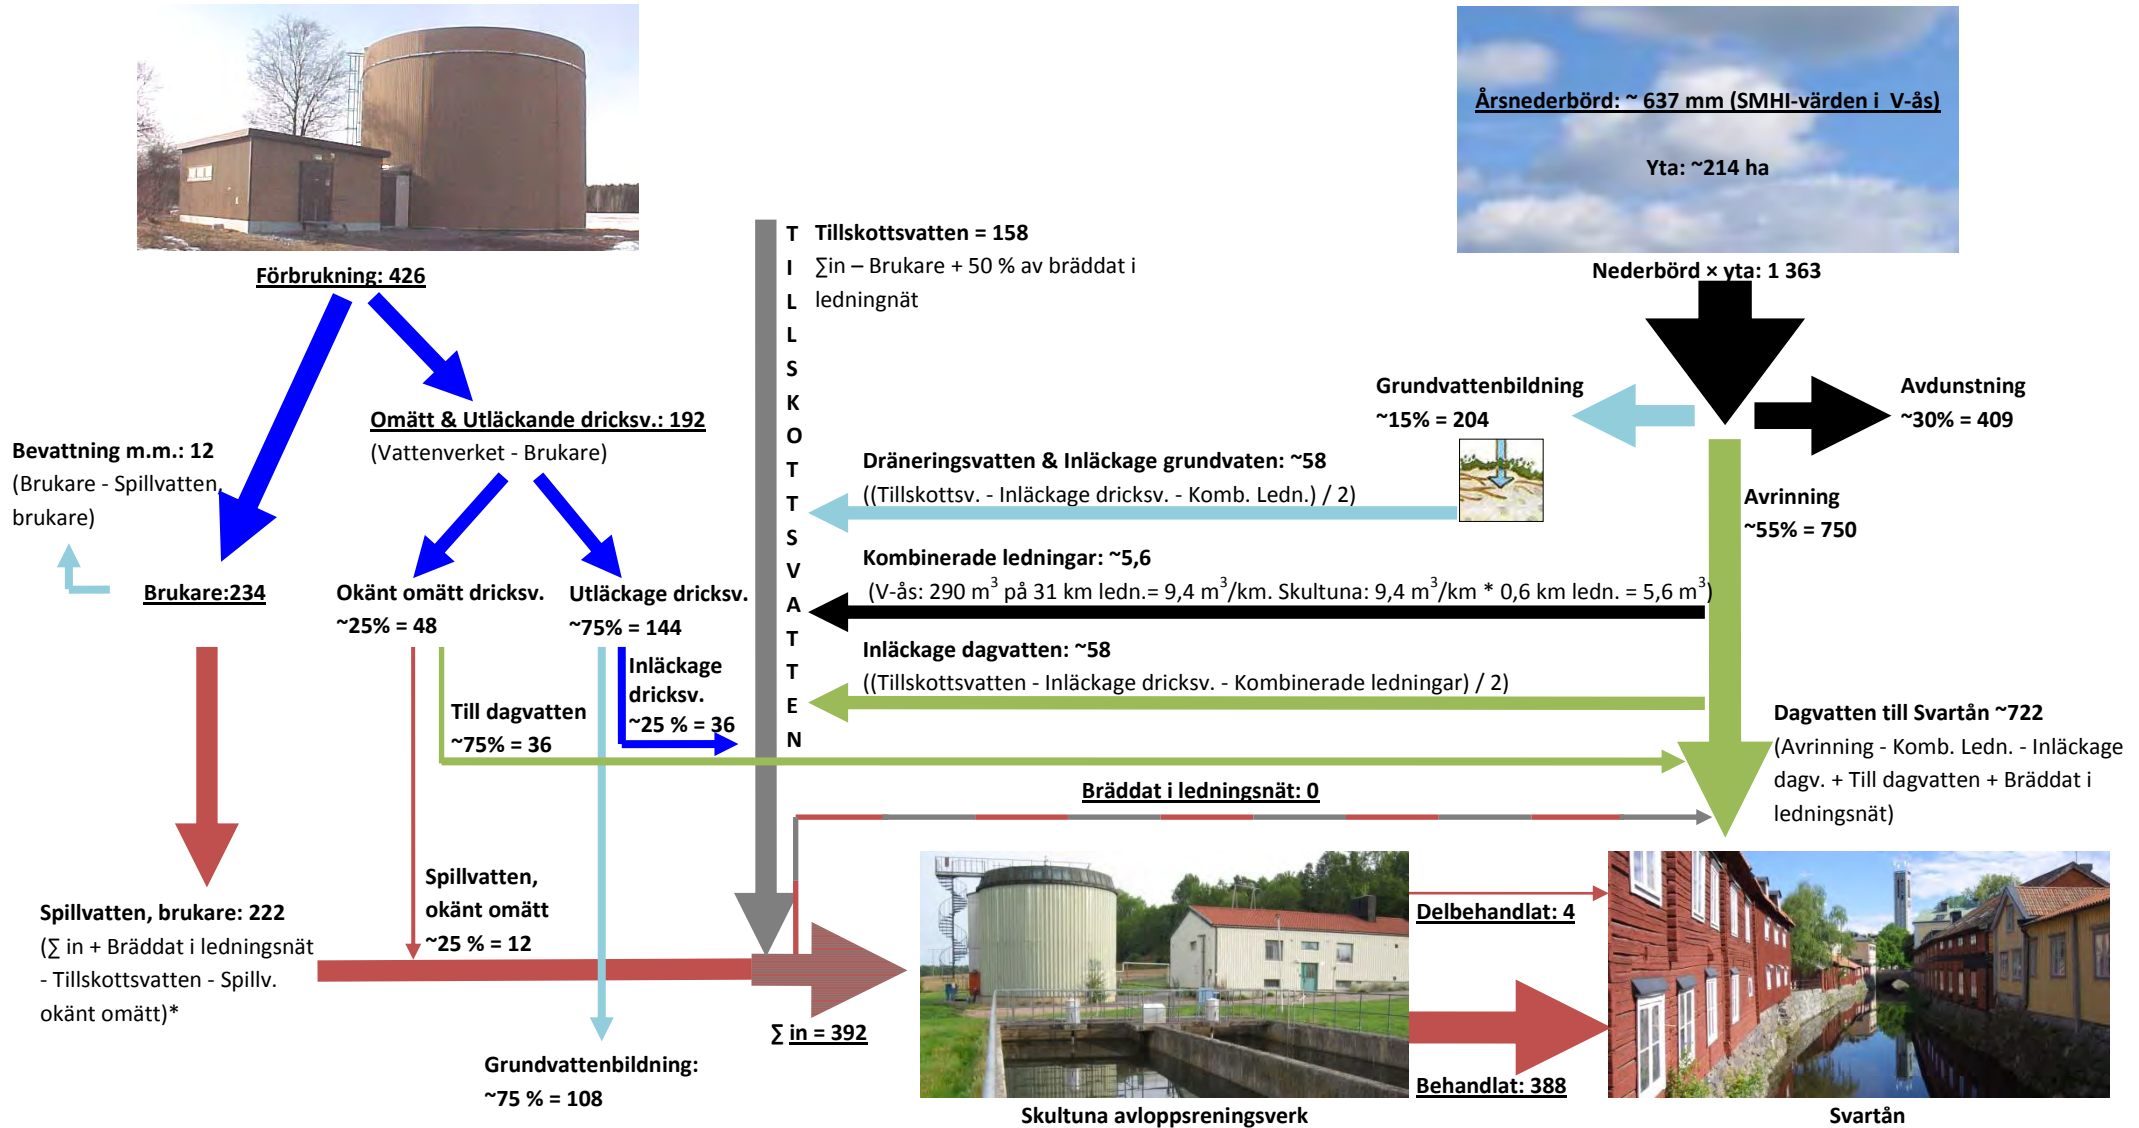 Årsnederbörd: ~ 637 mm (SMHI-värden i V-ås)
Yta: ~214 ha
Nederbörd × yta: 1 363
Förbrukning: 426
T
I
L
L
S
K
O
T
T
S
V
A
T
T
E
N
Tillskottsvatten = 158
∑in – Brukare + 50 % av bräddat i
ledningnät
Grundvattenbildning
~15% = 204
Avdunstning
~30% = 409
Avrinning
~55% = 750
Omätt & Utläckande dricksv.: 192
(Vattenverket - Brukare)
Bevattning m.m.: 12
(Brukare - Spillvatten,
brukare)
Brukare:234
Okänt omätt dricksv.
~25% = 48
Utläckage dricksv.
~75% = 144
Inläckage
dricksv.
~25 % = 36
Till dagvatten
~75% = 36
Dräneringsvatten & Inläckage grundvaten: ~58
((Tillskottsv. - Inläckage dricksv. - Komb. Ledn.) / 2)
Kombinerade ledningar: ~5,6
(V-ås: 290 m³ på 31 km ledn.= 9,4 m³/km. Skultuna: 9,4 m³/km * 0,6 km ledn. = 5,6 m³)
Inläckage dagvatten: ~58
((Tillskottsvatten - Inläckage dricksv. - Kombinerade ledningar) / 2)
Dagvatten till Svartån ~722
(Avrinning - Komb. Ledn. - Inläckage
dagv. + Till dagvatten + Bräddat i
ledningsnät)
Bräddat i ledningsnät: 0
Spillvatten, brukare: 222
(∑ in + Bräddat i ledningsnät
- Tillskottsvatten - Spillv.
okänt omätt)*
Spillvatten,
okänt omätt
~25 % = 12
Grundvattenbildning:
~75 % = 108
∑ in = 392
Delbehandlat: 4
Behandlat: 388
Skultuna avloppsreningsverk
Svartån